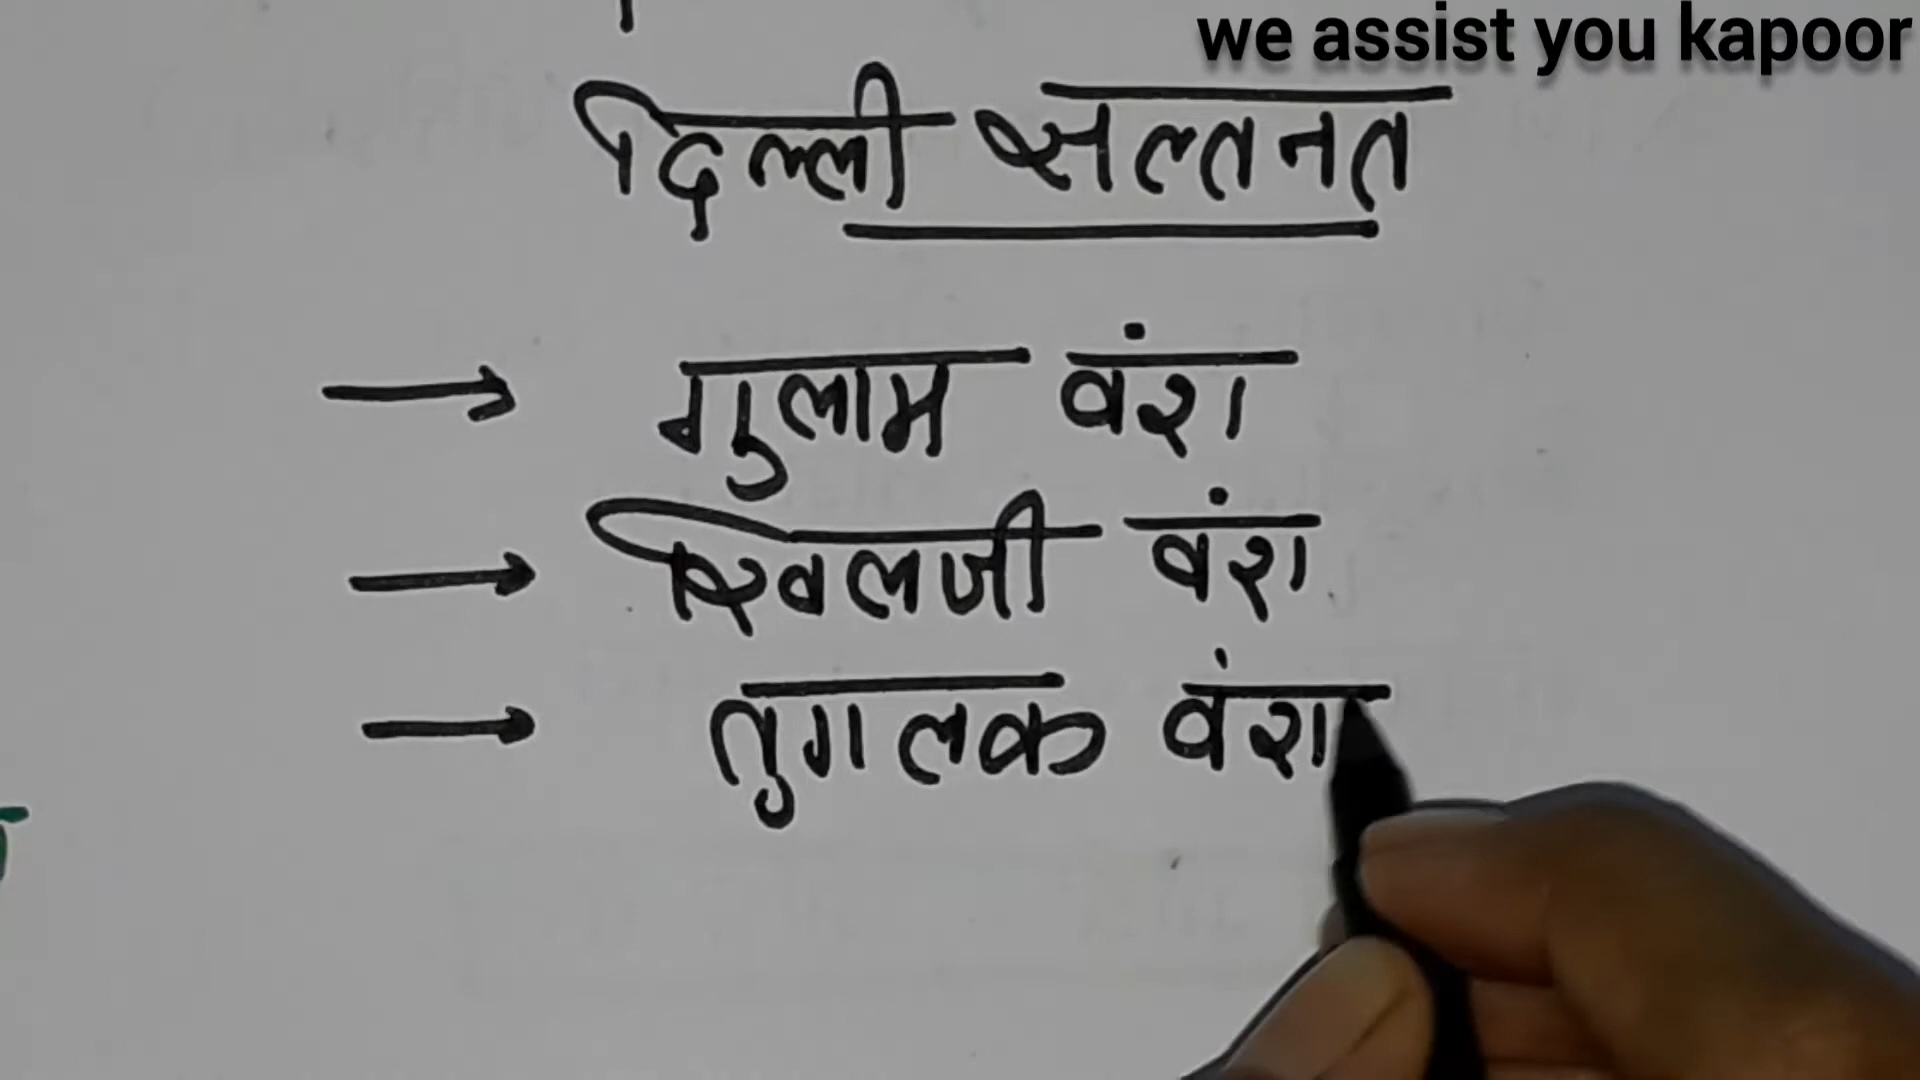 we assist you kapoor
दिल्ली सल्तनत
→ गुलाम वंश
→ खिलजी वंश
→ तुगलक वंश